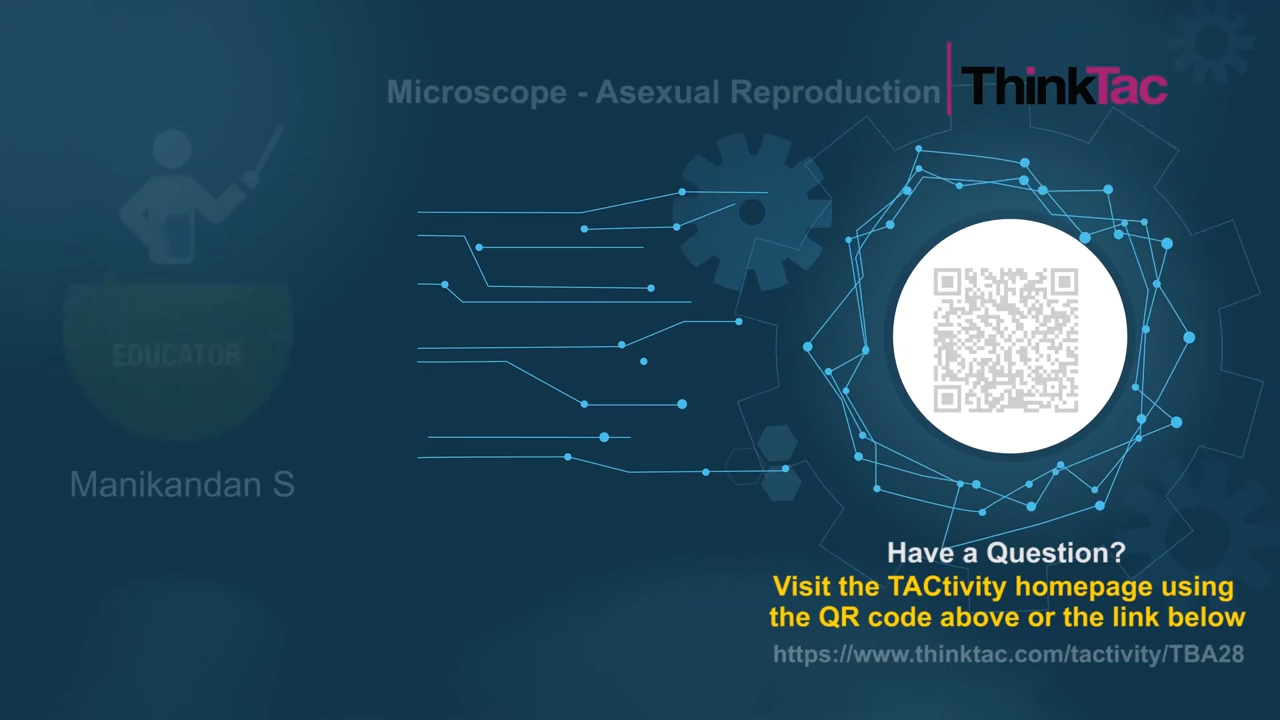 Microscope - Asexual Reproduction
ThinkTac
EDUCATOR
Manikandan S
Have a Question?
Visit the TACtivity homepage using
the QR code above or the link below
https://www.thinktac.com/tactivity/TBA28